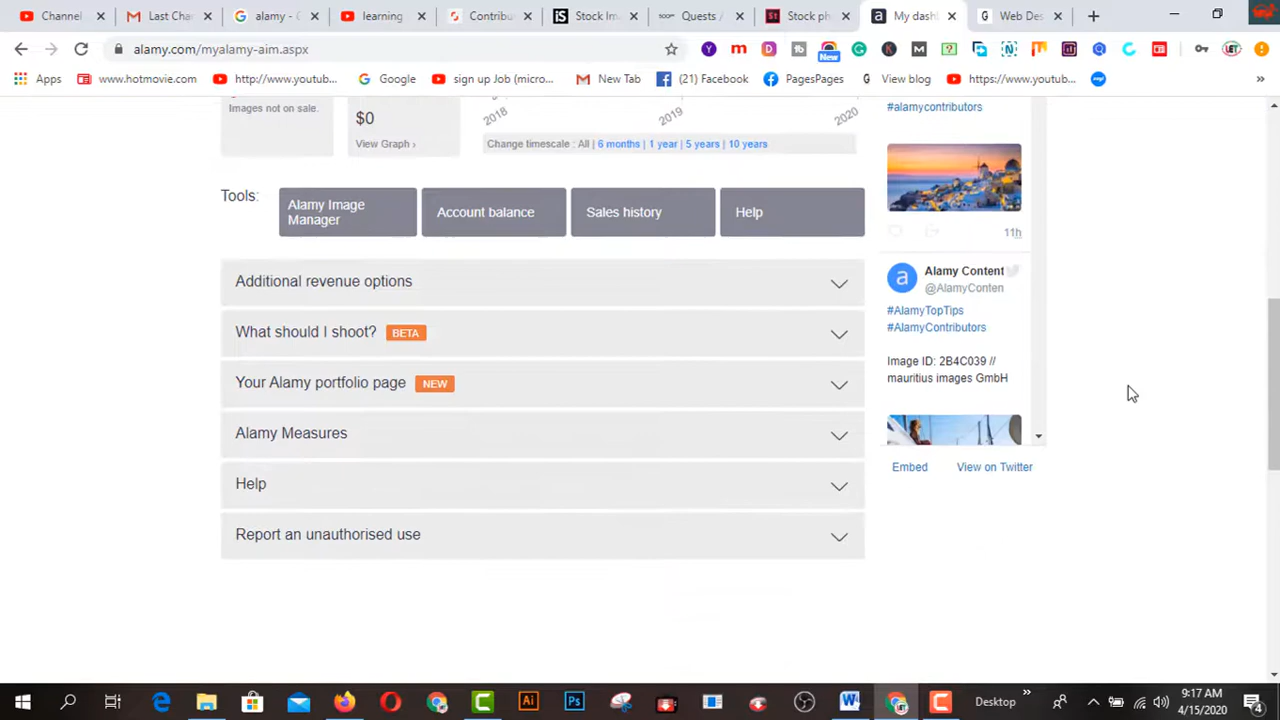 Channel
Last Char
alamy - S
learning
Contribu
Stock Im
Quests /
Stock pl
My dash
Web Des
alamy.com/myalamy-aim.aspx
New
Apps
www.hotmovie.com
http://www.youtub...
Google
sign up Job (micro...
New Tab
(21) Facebook
PagesPages
View blog
https://www.youtub...
»
Images not on sale.
$0
View Graph ›
2018
2019
2020
Change timescale : All | 6 months | 1 year | 5 years | 10 years
#alamycontributors
11h
Tools:
Alamy Image
Manager
Account balance
Sales history
Help
Additional revenue options
What should I shoot? BETA
Your Alamy portfolio page NEW
Alamy Measures
Help
Report an unauthorised use
Alamy Content
@AlamyConten
#AlamyTopTips
#AlamyContributors
Image ID: 2B4C039 //
mauritius images GmbH
Embed
View on Twitter
Desktop
9:17 AM
4/15/2020
4